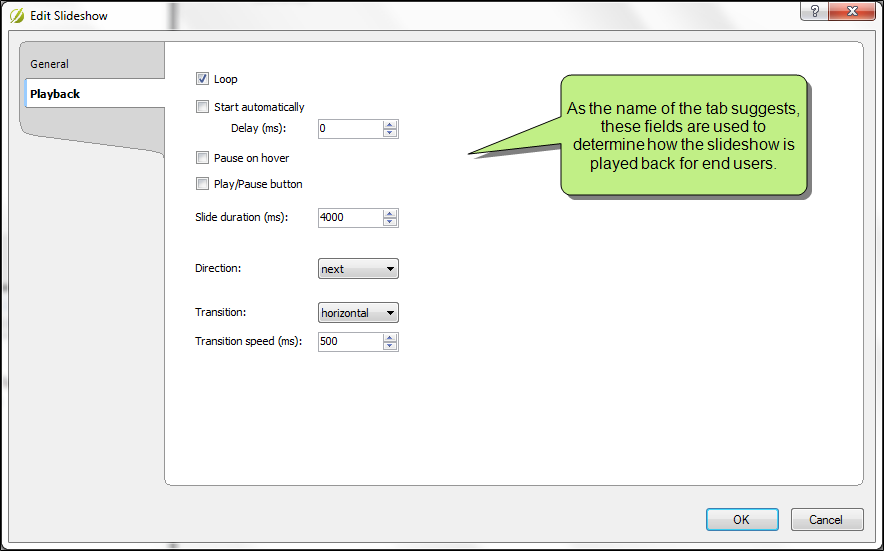 Edit Slideshow
?
General
Playback
Loop
Start automatically
Delay (ms): 0
Pause on hover
Play/Pause button
Slide duration (ms): 4000
Direction: next
Transition: horizontal
Transition speed (ms): 500
As the name of the tab suggests,
these fields are used to
determine how the slideshow is
played back for end users.
OK Cancel